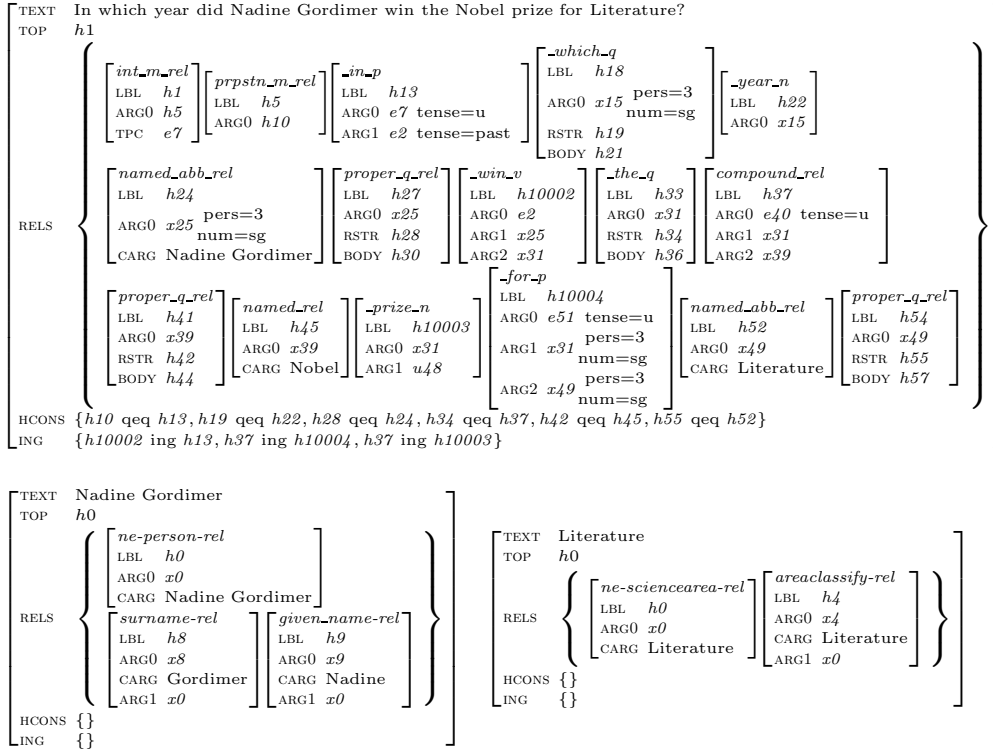 TEXT In which year did Nadine Gordimer win the Nobel prize for Literature?
TOP h1
RELS
int_m_rel
LBL h1
ARG0 h5
TPC e7
prpstn_m_rel
LBL h5
ARG0 h10
_in_p
LBL h13
ARG0 e7 tense=u
ARG1 e2 tense=past
_which_q
LBL h18
ARG0 x15 pers=3
num=sg
RSTR h19
BODY h21
_year_n
LBL h22
ARG0 x15
named_abb_rel
LBL h24
ARG0 x25 pers=3
num=sg
CARG Nadine Gordimer
proper_q_rel
LBL h27
ARG0 x25
RSTR h28
BODY h30
_win_v
LBL h10002
ARG0 e2
ARG1 x25
ARG2 x31
_the_q
LBL h33
ARG0 x31
RSTR h34
BODY h36
compound_rel
LBL h37
ARG0 e40 tense=u
ARG1 x31
ARG2 x39
proper_q_rel
LBL h41
ARG0 x39
RSTR h42
BODY h44
named_rel
LBL h45
ARG0 x39
CARG Nobel
_prize_n
LBL h10003
ARG0 x31
ARG1 u48
_for_p
LBL h10004
ARG0 e51 tense=u
ARG1 x31 pers=3
num=sg
ARG2 x49 pers=3
num=sg
named_abb_rel
LBL h52
ARG0 x49
CARG Literature
proper_q_rel
LBL h54
ARG0 x49
RSTR h55
BODY h57
HCONS {h10 qeq h13, h19 qeq h22, h28 qeq h24, h34 qeq h37, h42 qeq h45, h55 qeq h52}
ING {h10002 ing h13, h37 ing h10004, h37 ing h10003}
TEXT Nadine Gordimer
TOP h0
RELS
ne-person-rel
LBL h0
ARG0 x0
CARG Nadine Gordimer
surname-rel
LBL h8
ARG0 x8
CARG Gordimer
ARG1 x0
given_name-rel
LBL h9
ARG0 x9
CARG Nadine
ARG1 x0
HCONS {}
ING {}
TEXT Literature
TOP h0
RELS
ne-sciencearea-rel
LBL h0
ARG0 x0
CARG Literature
areaclassify-rel
LBL h4
ARG0 x4
CARG Literature
ARG1 x0
HCONS {}
ING {}